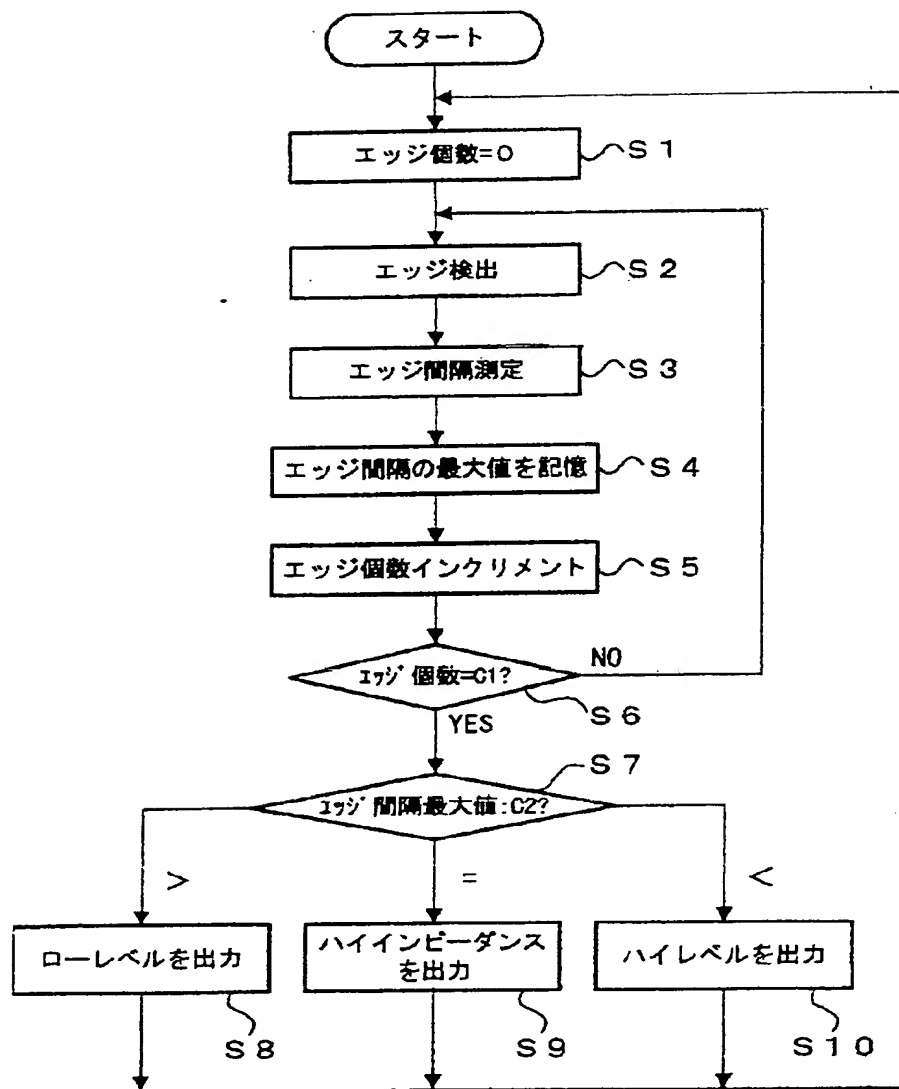 スタート
エッジ個数=0
S1
エッジ検出
S2
エッジ間隔測定
S3
エッジ間隔の最大値を記憶
S4
エッジ個数インクリメント
S5
エッジ個数=C1?
NO
S6
YES
S7
エッジ間隔最大値:C2?
>
=
<
ローレベルを出力
ハイインピーダンス
を出力
ハイレベルを出力
S8
S9
S10